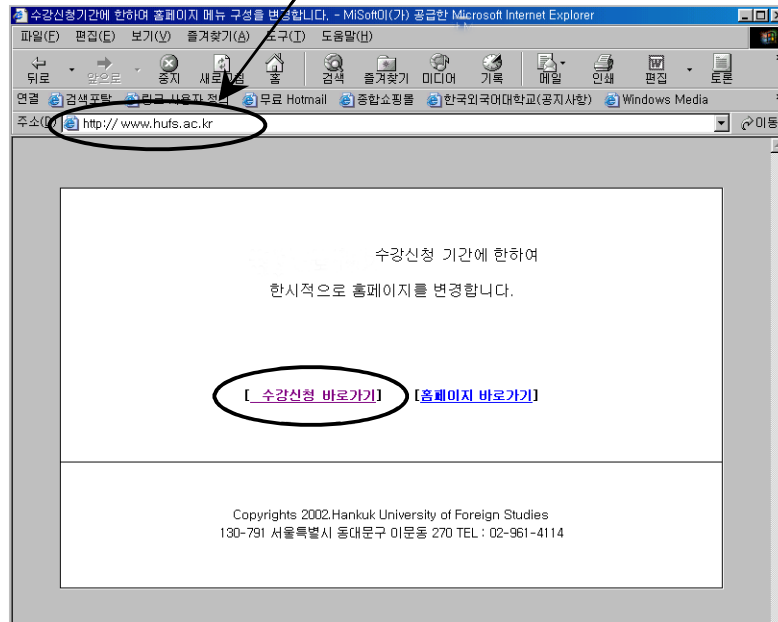 수강신청기간에 한하여 홈페이지 메뉴 구성을 변경합니다. - MiSoft이(가) 공급한 Microsoft Internet Explorer
파일(F) 편집(E) 보기(V) 즐겨찾기(A) 도구(T) 도움말(H)
뒤로 앞으로 중지 새로고침 홈 검색 즐겨찾기 미디어 기록 메일 인쇄 편집 토론
연결 검색포탈 링크 사용자 정의 무료 Hotmail 종합쇼핑몰 한국외국어대학교(공지사항) Windows Media
주소(D) http://www.hufs.ac.kr 이동
수강신청 기간에 한하여
한시적으로 홈페이지를 변경합니다.
[ 수강신청 바로가기] [홈페이지 바로가기]
Copyrights 2002.Hankuk University of Foreign Studies
130-791 서울특별시 동대문구 이문동 270 TEL : 02-961-4114